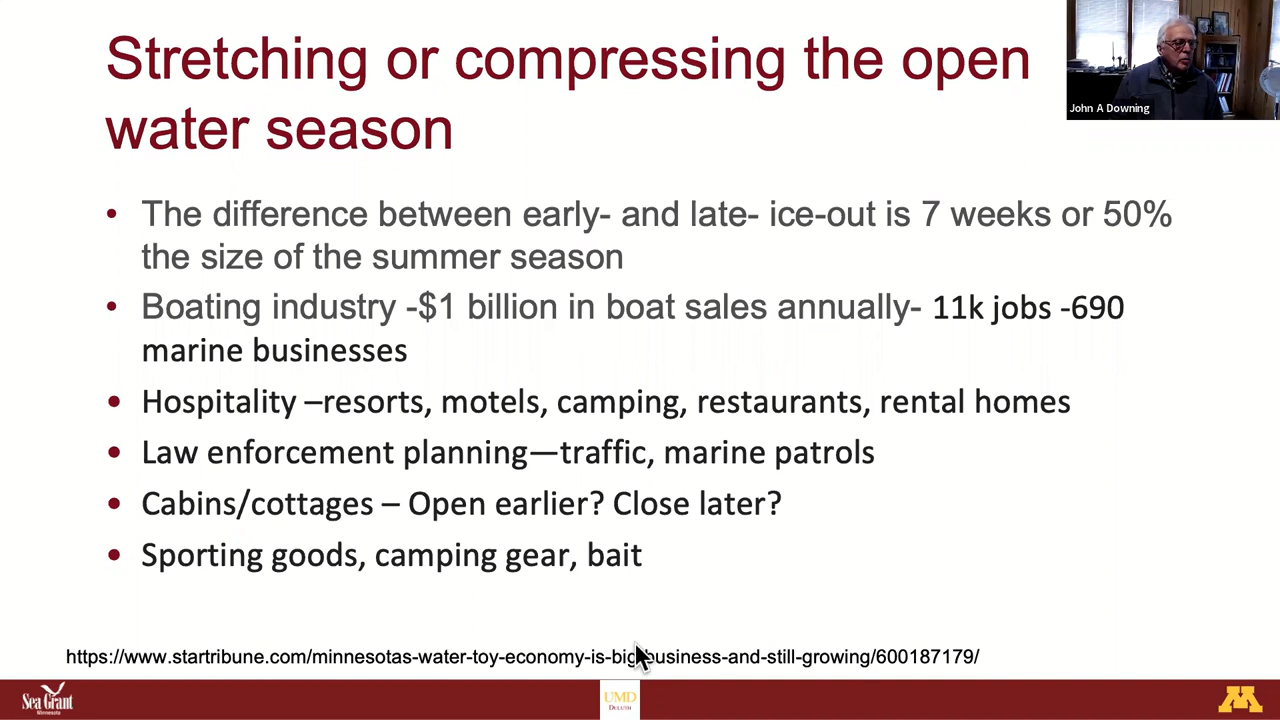 Stretching or compressing the open
water season
John A Downing
• The difference between early- and late- ice-out is 7 weeks or 50%
the size of the summer season
• Boating industry -$1 billion in boat sales annually- 11k jobs -690
marine businesses
• Hospitality –resorts, motels, camping, restaurants, rental homes
• Law enforcement planning—traffic, marine patrols
• Cabins/cottages – Open earlier? Close later?
• Sporting goods, camping gear, bait
https://www.startribune.com/minnesotas-water-toy-economy-is-big-business-and-still-growing/600187179/
Sea Grant
Minnesota
UMD
DULUTH
M